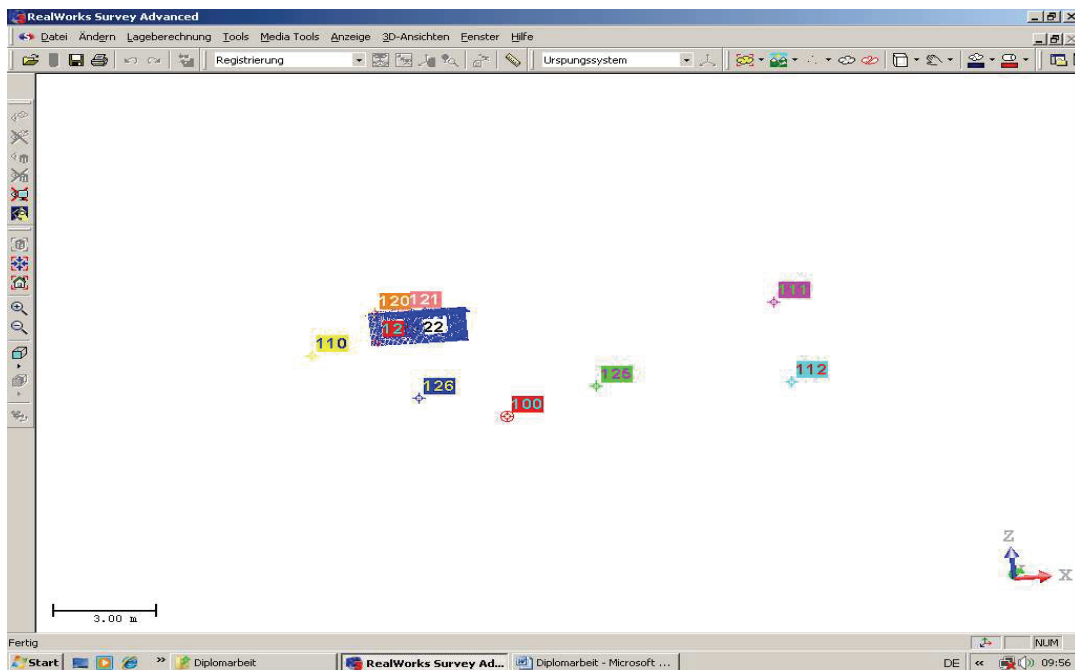 RealWorks Survey Advanced
Datei Ändern Lageberechnung Tools Media Tools Anzeige 3D-Ansichten Fenster Hilfe
Registrierung Urspungssystem
111
120 121
12 22
110
125 112
126
100
Z
X
3.00 m
Fertig NUM
Start » Diplomarbeit RealWorks Survey Ad... Diplomarbeit - Microsoft ... DE « 09:56